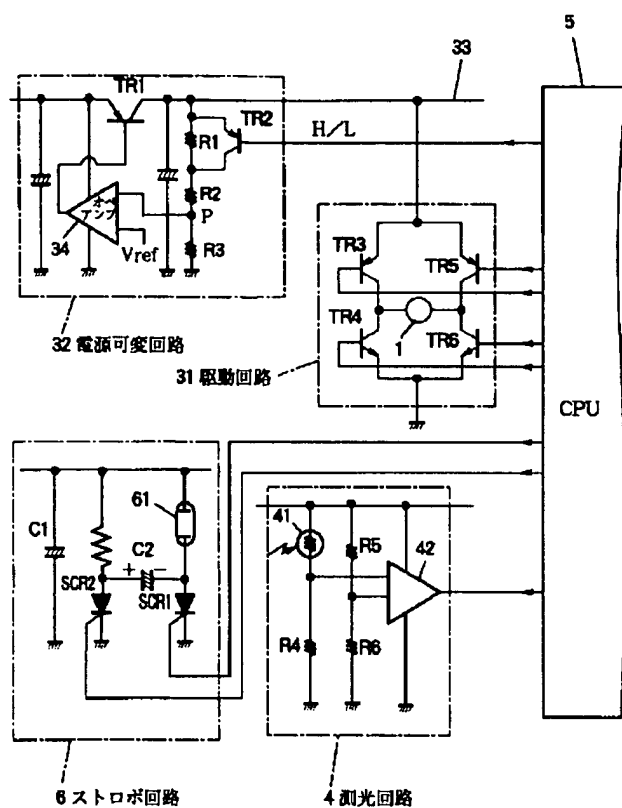 5
33
TR1
TR2
H/L
R1
R2
オペ
アンプ
P
34
Vref
R3
32 電源可変回路
TR3
TR5
TR4
1
TR6
31 駆動回路
CPU
61
C1
C2
+
−
SCR2
SCR1
41
R5
42
R4
R6
6 ストロボ回路
4 測光回路